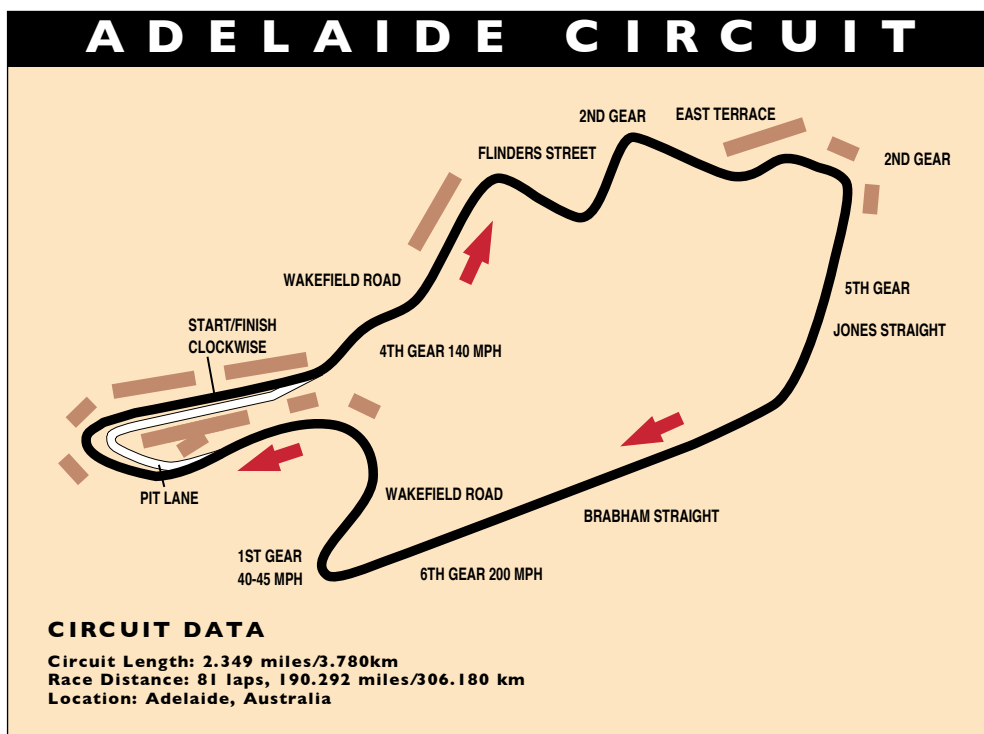 ADELAIDE CIRCUIT
2ND GEAR
EAST TERRACE
FLINDERS STREET
2ND GEAR
WAKEFIELD ROAD
5TH GEAR
START/FINISH
CLOCKWISE
JONES STRAIGHT
4TH GEAR 140 MPH
PIT LANE
WAKEFIELD ROAD
BRABHAM STRAIGHT
1ST GEAR
40-45 MPH
6TH GEAR 200 MPH
CIRCUIT DATA
Circuit Length: 2.349 miles/3.780km
Race Distance: 81 laps, 190.292 miles/306.180 km
Location: Adelaide, Australia